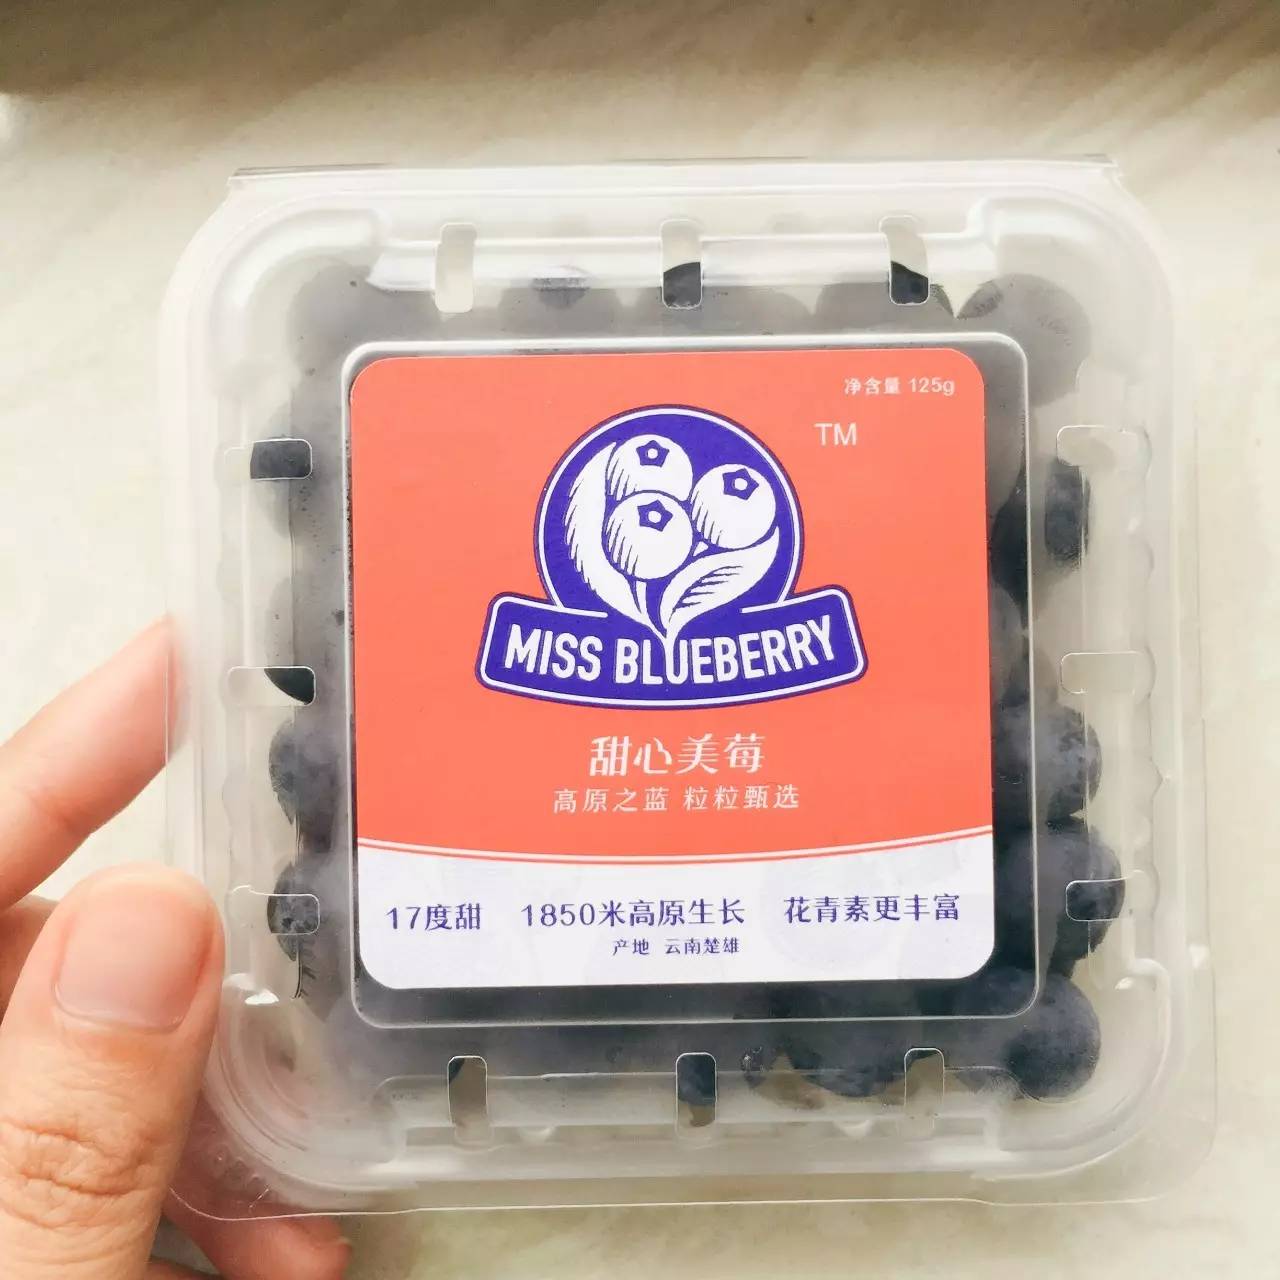 净含量 125g
TM
MISS BLUEBERRY
甜心美莓
高原之蓝 粒粒甄选
17度甜 1850米高原生长 花青素更丰富
产地 云南楚雄